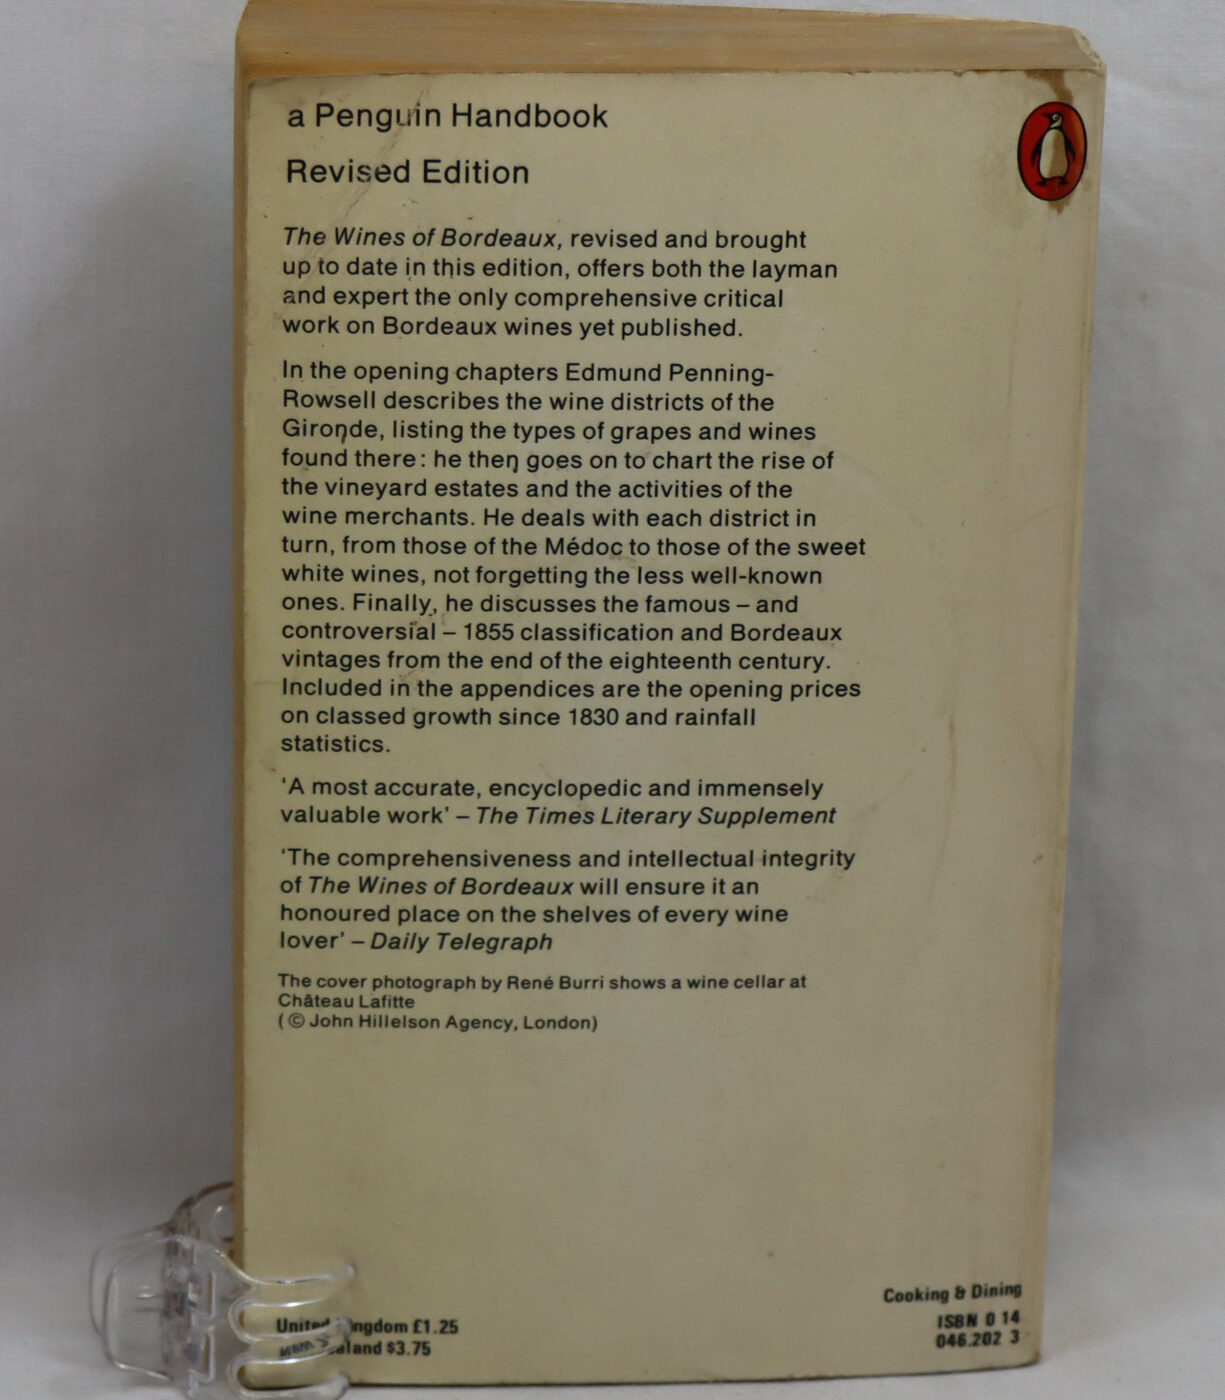 a Penguin Handbook
Revised Edition
The Wines of Bordeaux, revised and brought
up to date in this edition, offers both the layman
and expert the only comprehensive critical
work on Bordeaux wines yet published.
In the opening chapters Edmund Penning-
Rowsell describes the wine districts of the
Gironde, listing the types of grapes and wines
found there: he then goes on to chart the rise of
the vineyard estates and the activities of the
wine merchants. He deals with each district in
turn, from those of the Médoc to those of the sweet
white wines, not forgetting the less well-known
ones. Finally, he discusses the famous – and
controversial – 1855 classification and Bordeaux
vintages from the end of the eighteenth century.
Included in the appendices are the opening prices
on classed growth since 1830 and rainfall
statistics.
‘A most accurate, encyclopedic and immensely
valuable work’ – The Times Literary Supplement
‘The comprehensiveness and intellectual integrity
of The Wines of Bordeaux will ensure it an
honoured place on the shelves of every wine
lover’ – Daily Telegraph
The cover photograph by René Burri shows a wine cellar at
Château Lafitte
(© John Hillelson Agency, London)
United Kingdom £1.25
$3.75
Cooking & Dining
ISBN 0 14
046.202 3